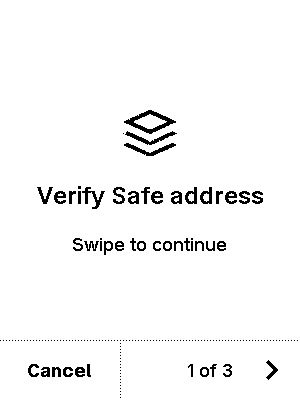 Verify Safe address
Swipe to continue
Cancel
1 of 3